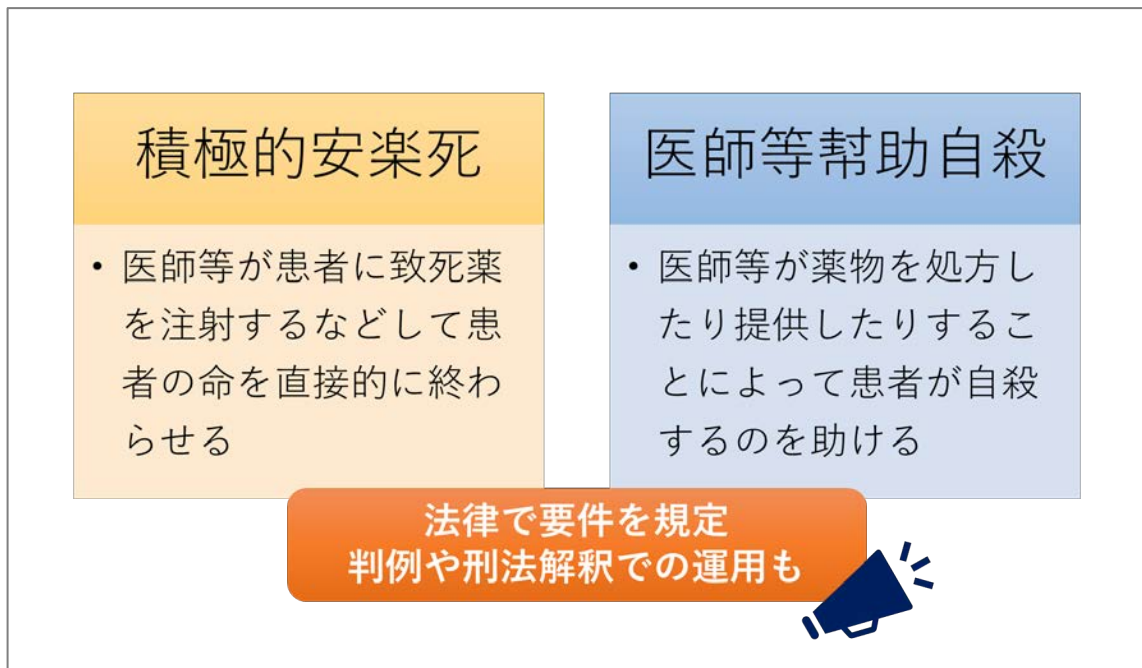 積極的安楽死
• 医師等が患者に致死薬
を注射するなどして患
者の命を直接的に終わ
らせる
医師等幇助自殺
• 医師等が薬物を処方し
たり提供したりするこ
とによって患者が自殺
するのを助ける
法律で要件を規定
判例や刑法解釈での運用も